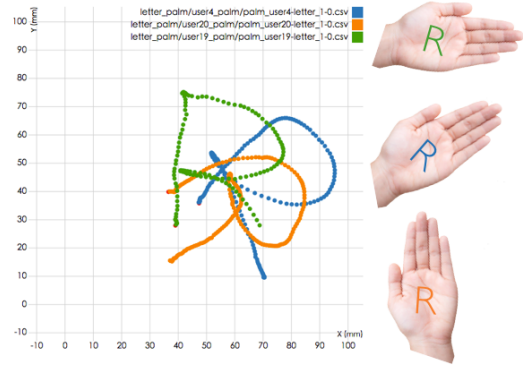 letter_palm/user4_palm/palm_user4-letter_1-0.csv
letter_palm/user20_palm/palm_user20-letter_1-0.csv
letter_palm/user19_palm/palm_user19-letter_1-0.csv
Y (mm)
100
90
80
70
60
50
40
30
20
10
0
-10
X (mm)
-10 0 10 20 30 40 50 60 70 80 90 100
R
R
R